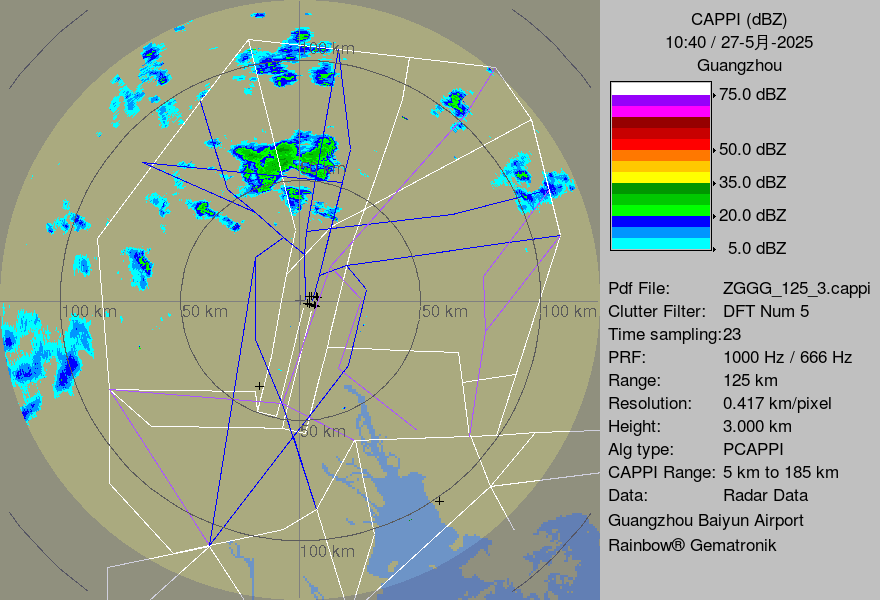 CAPPI (dBZ)
10:40 / 27-5月-2025
Guangzhou
75.0 dBZ
50.0 dBZ
35.0 dBZ
20.0 dBZ
5.0 dBZ
Pdf File: ZGGG_125_3.cappi
Clutter Filter: DFT Num 5
Time sampling:23
PRF: 1000 Hz / 666 Hz
Range: 125 km
Resolution: 0.417 km/pixel
Height: 3.000 km
Alg type: PCAPPI
CAPPI Range: 5 km to 185 km
Data: Radar Data
Guangzhou Baiyun Airport
Rainbow® Gematronik
100 km
100 km
50 km
50 km
100 km
50 km
100 km